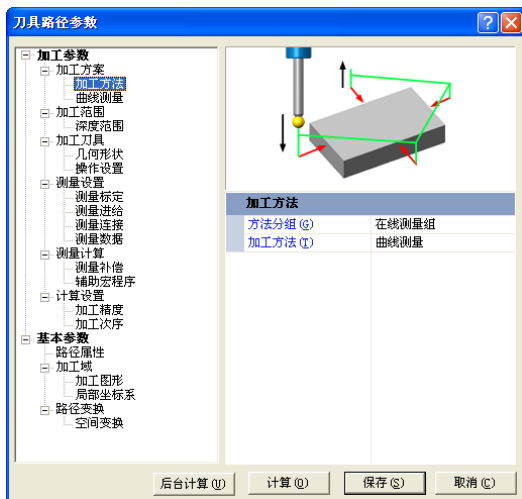 刀具路径参数
加工参数
加工方案
加工方法
曲线测量
加工范围
深度范围
加工刀具
几何形状
操作设置
测量设置
测量标定
测量进给
测量连接
测量数据
测量计算
测量补偿
辅助宏程序
计算设置
加工精度
加工次序
基本参数
路径属性
加工域
加工图形
局部坐标系
路径变换
空间变换
加工方法
方法分组(G) 在线测量组
加工方法(T) 曲线测量
后台计算(U) 计算(O) 保存(S) 取消(C)